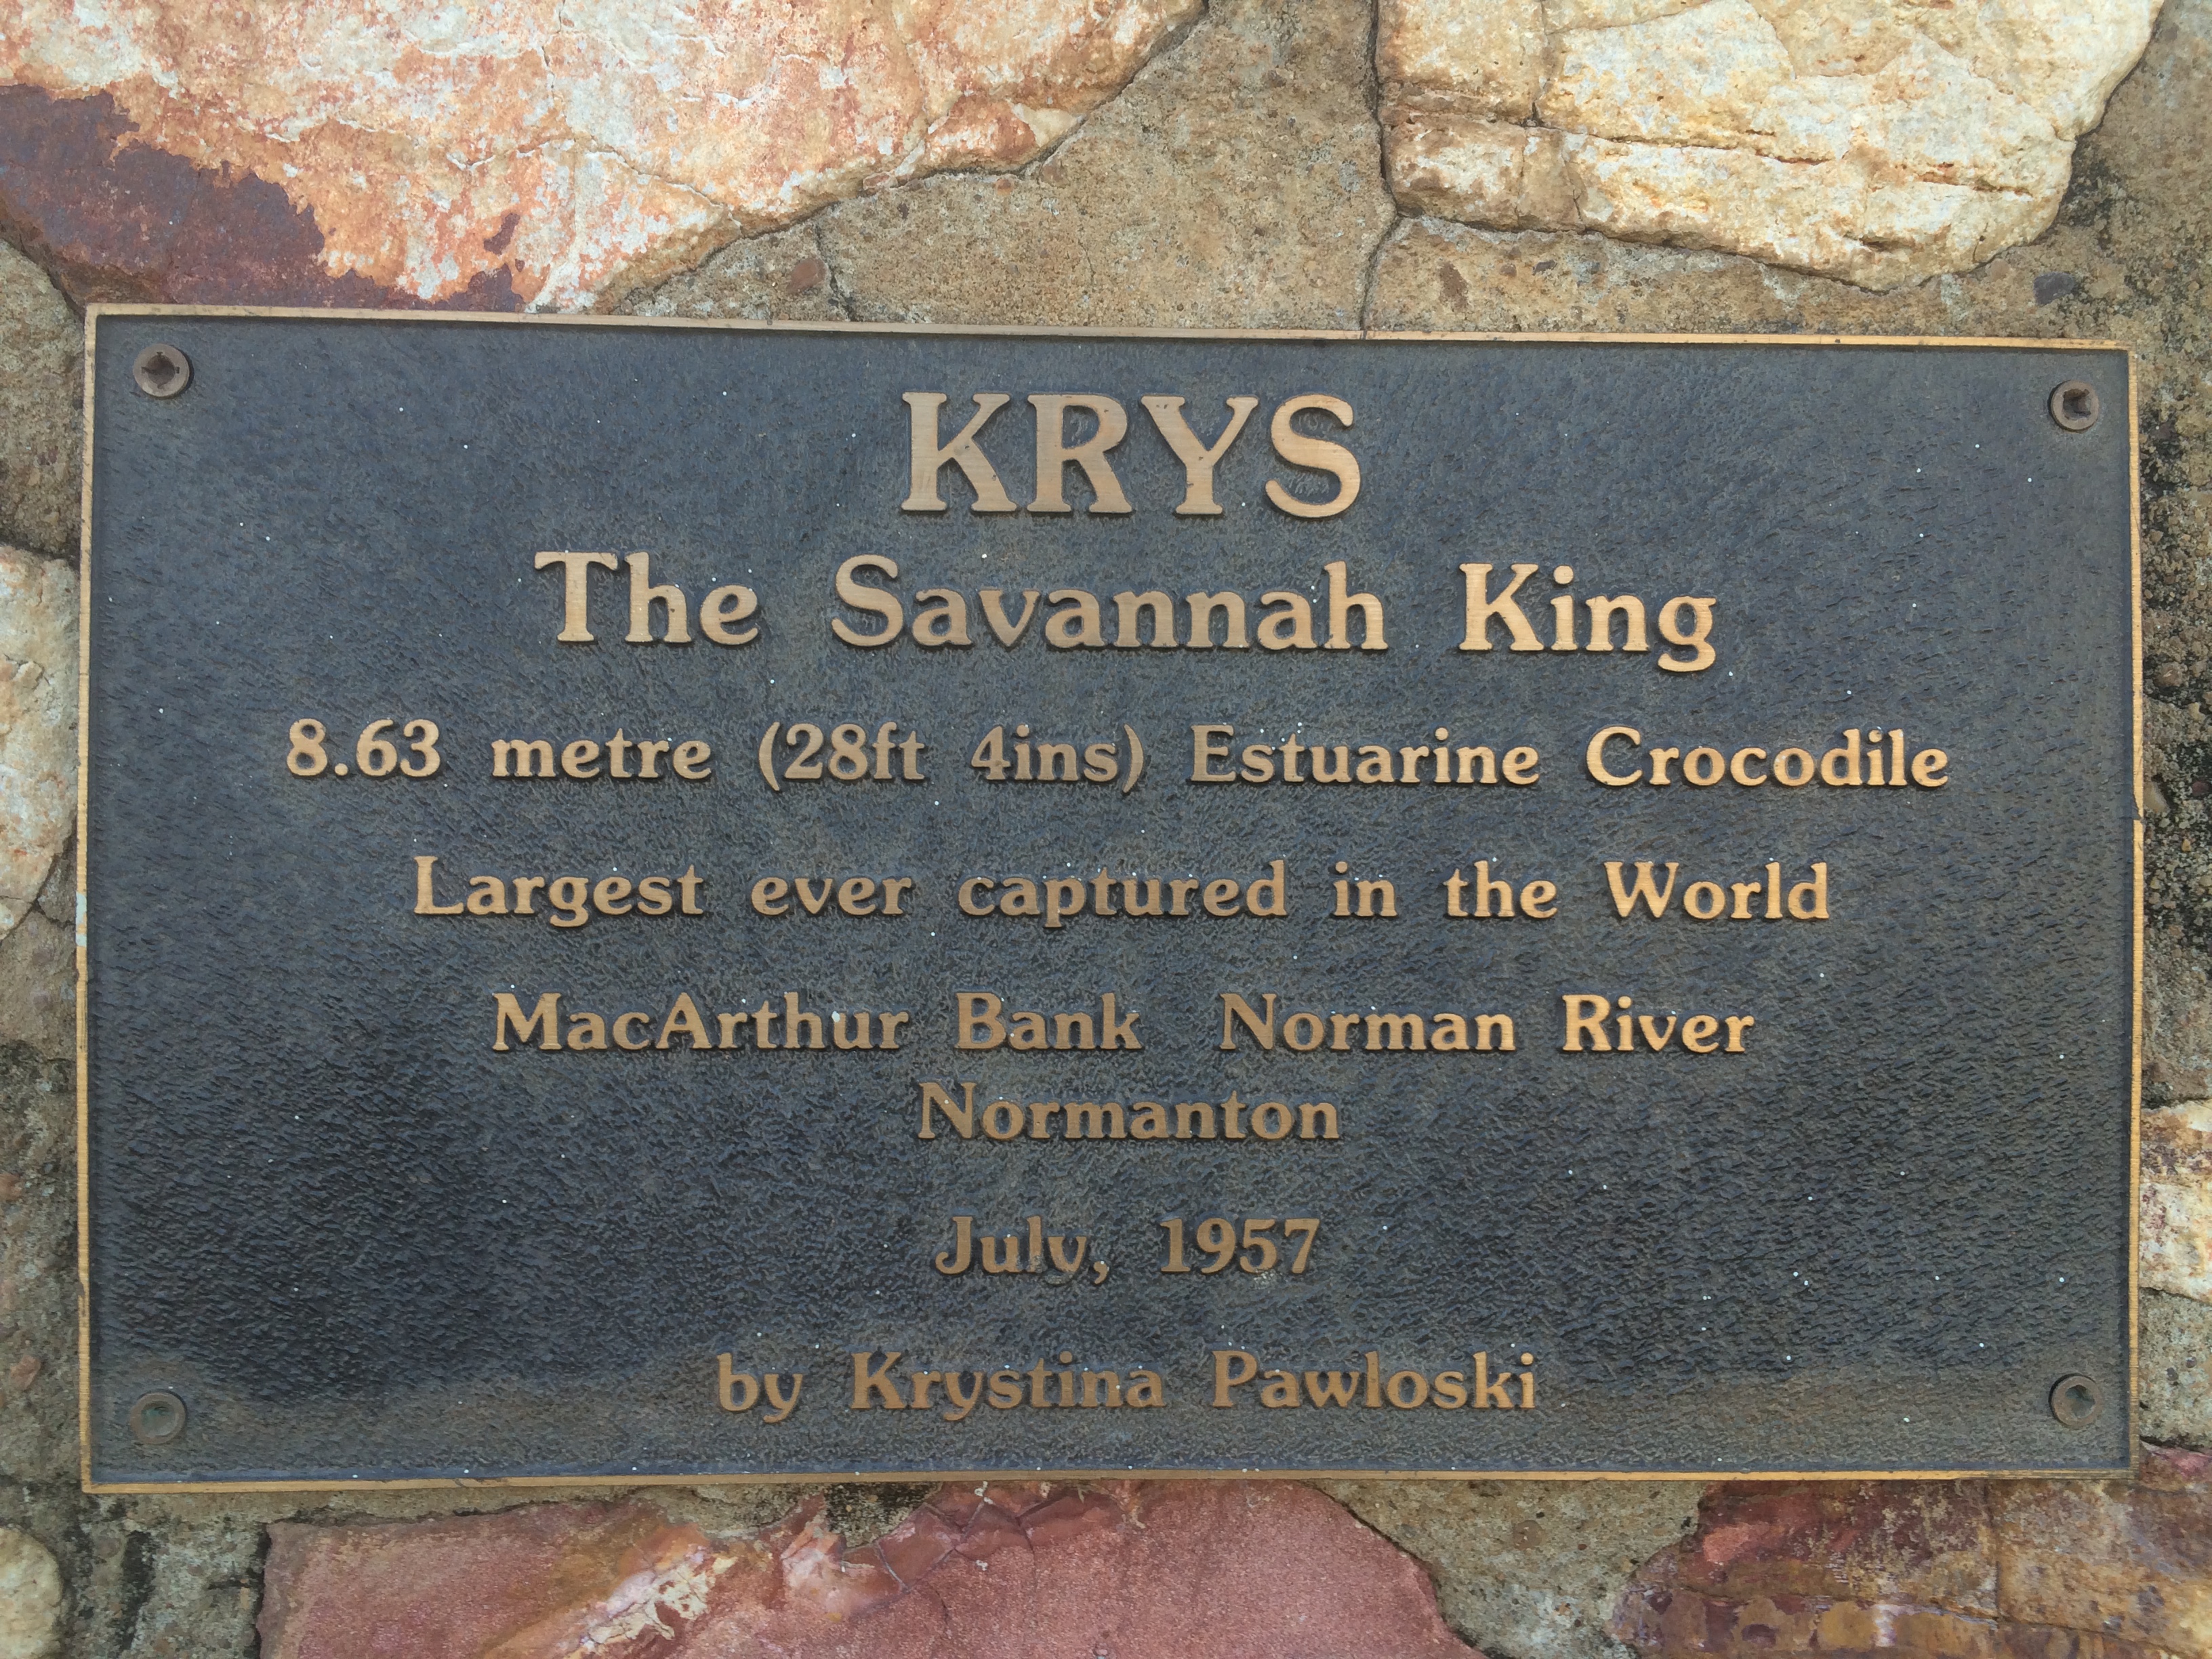 KRYS
The Savannah King
8.63 metre (28ft 4ins) Estuarine Crocodile
Largest ever captured in the World
MacArthur Bank Norman River
Normanton
July, 1957
by Krystina Pawloski